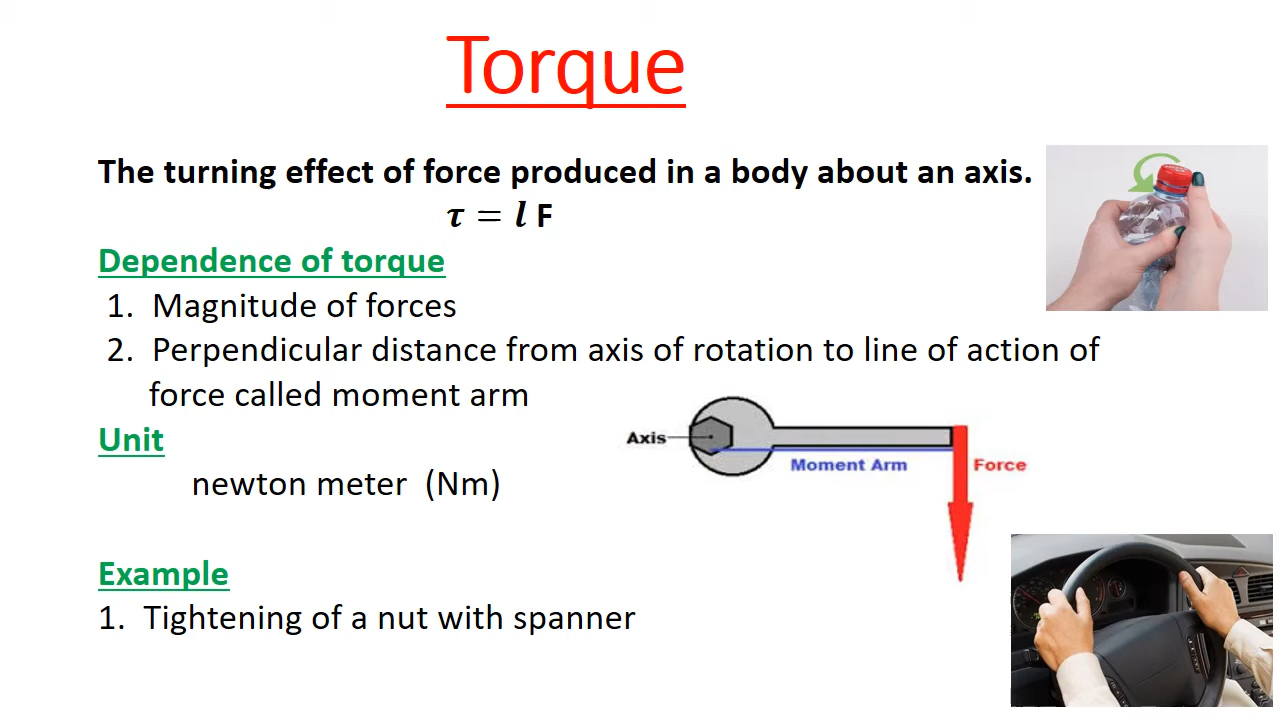 Torque
The turning effect of force produced in a body about an axis.
τ = l F
Dependence of torque
1. Magnitude of forces
2. Perpendicular distance from axis of rotation to line of action of
force called moment arm
Axis
Moment Arm
Force
Unit
newton meter (Nm)
Example
1. Tightening of a nut with spanner